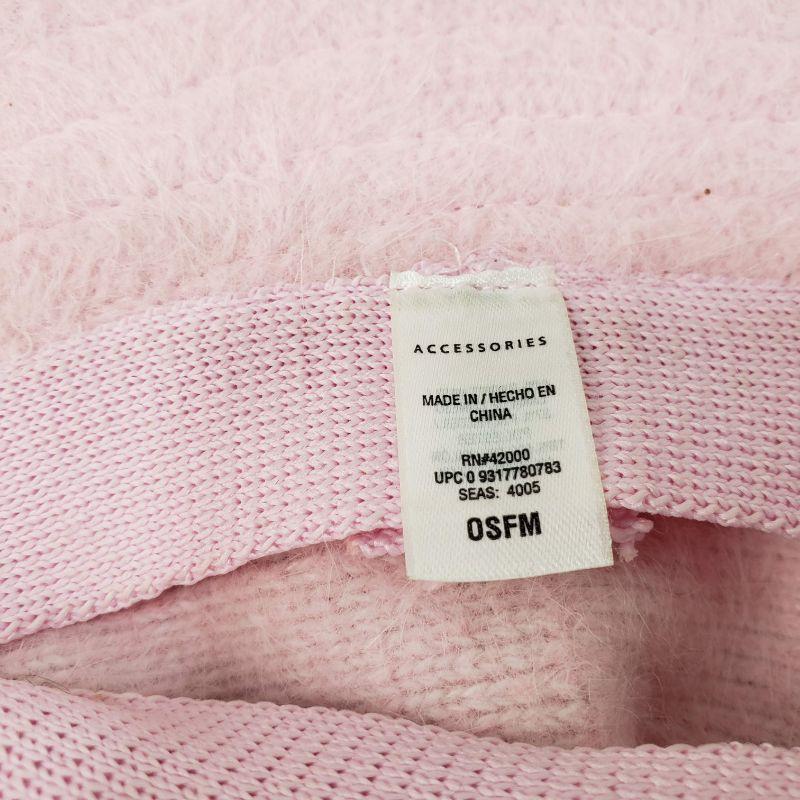 ACCESSORIES
MADE IN / HECHO EN
CHINA
RN#42000
UPC 0 9317780783
SEAS: 4005
OSFM